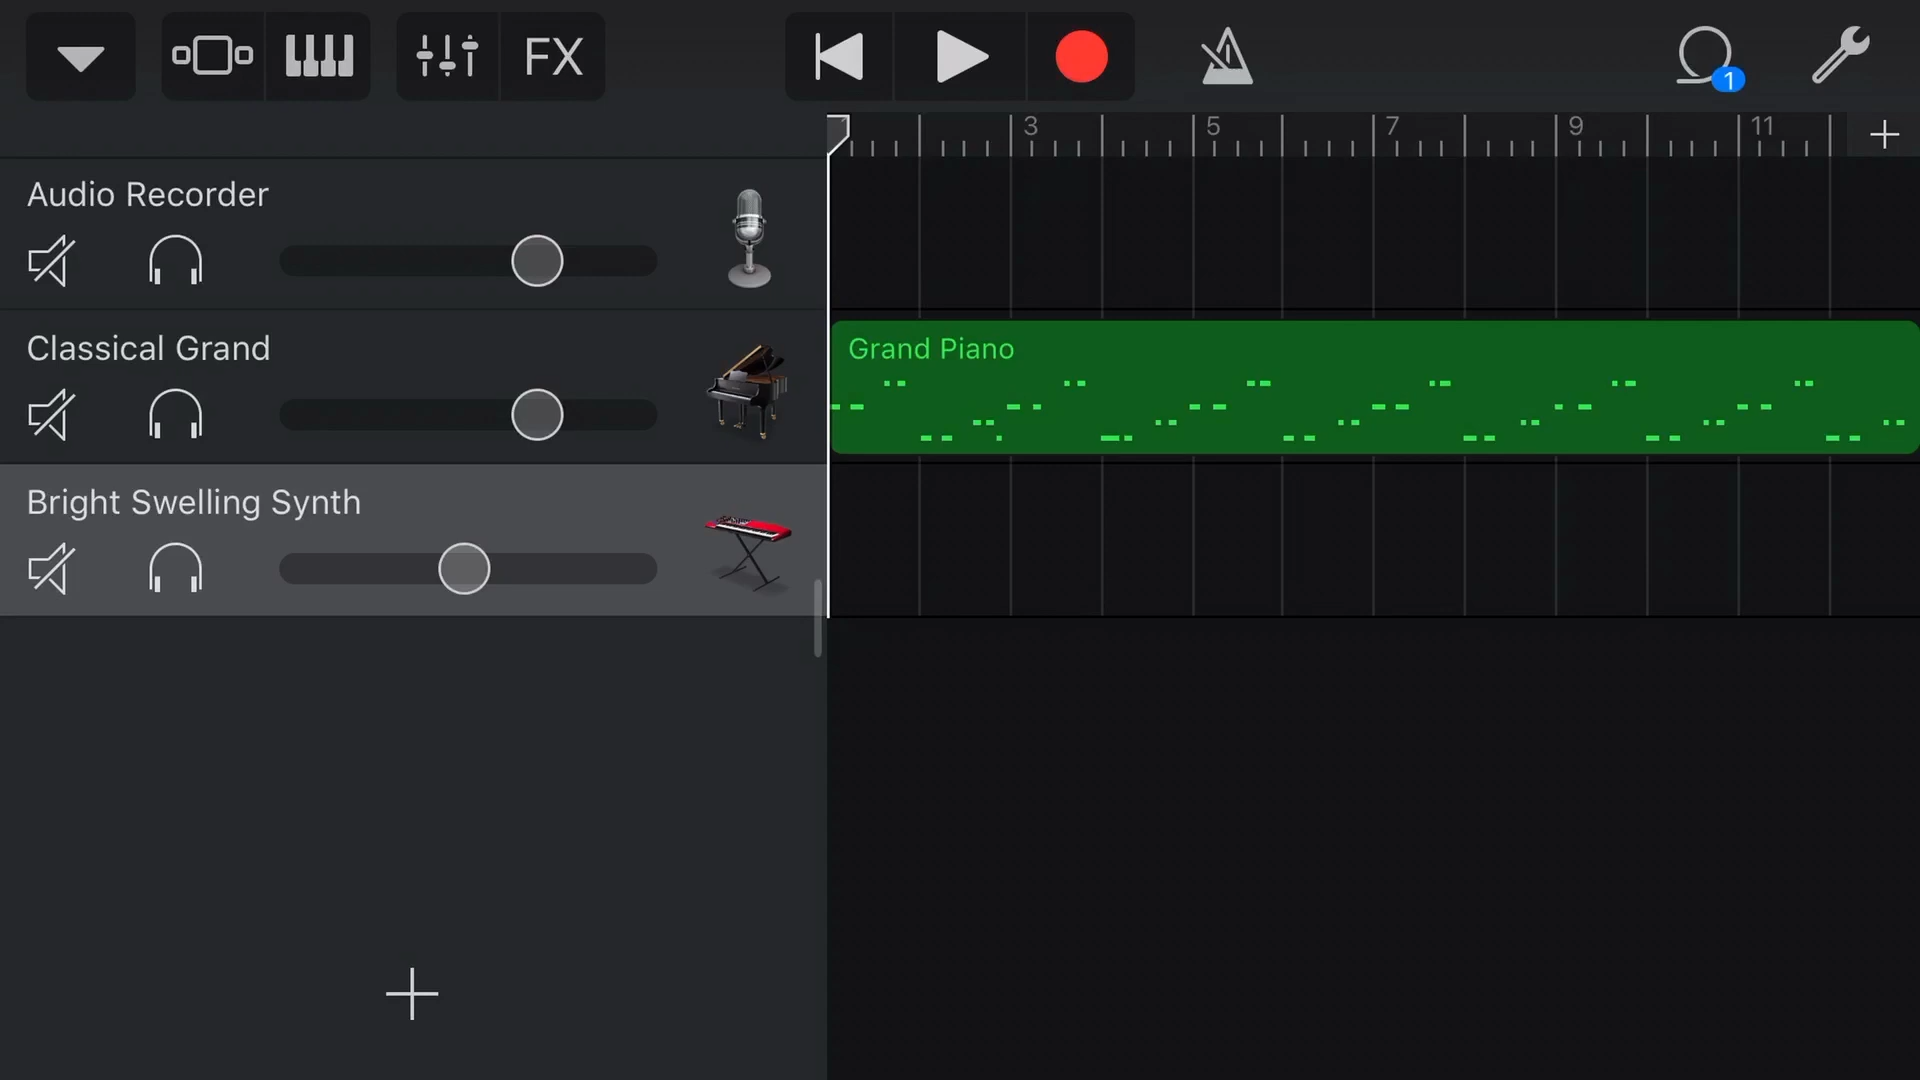 FX
1
3 5 7 9 11
Audio Recorder
Classical Grand
Grand Piano
Bright Swelling Synth